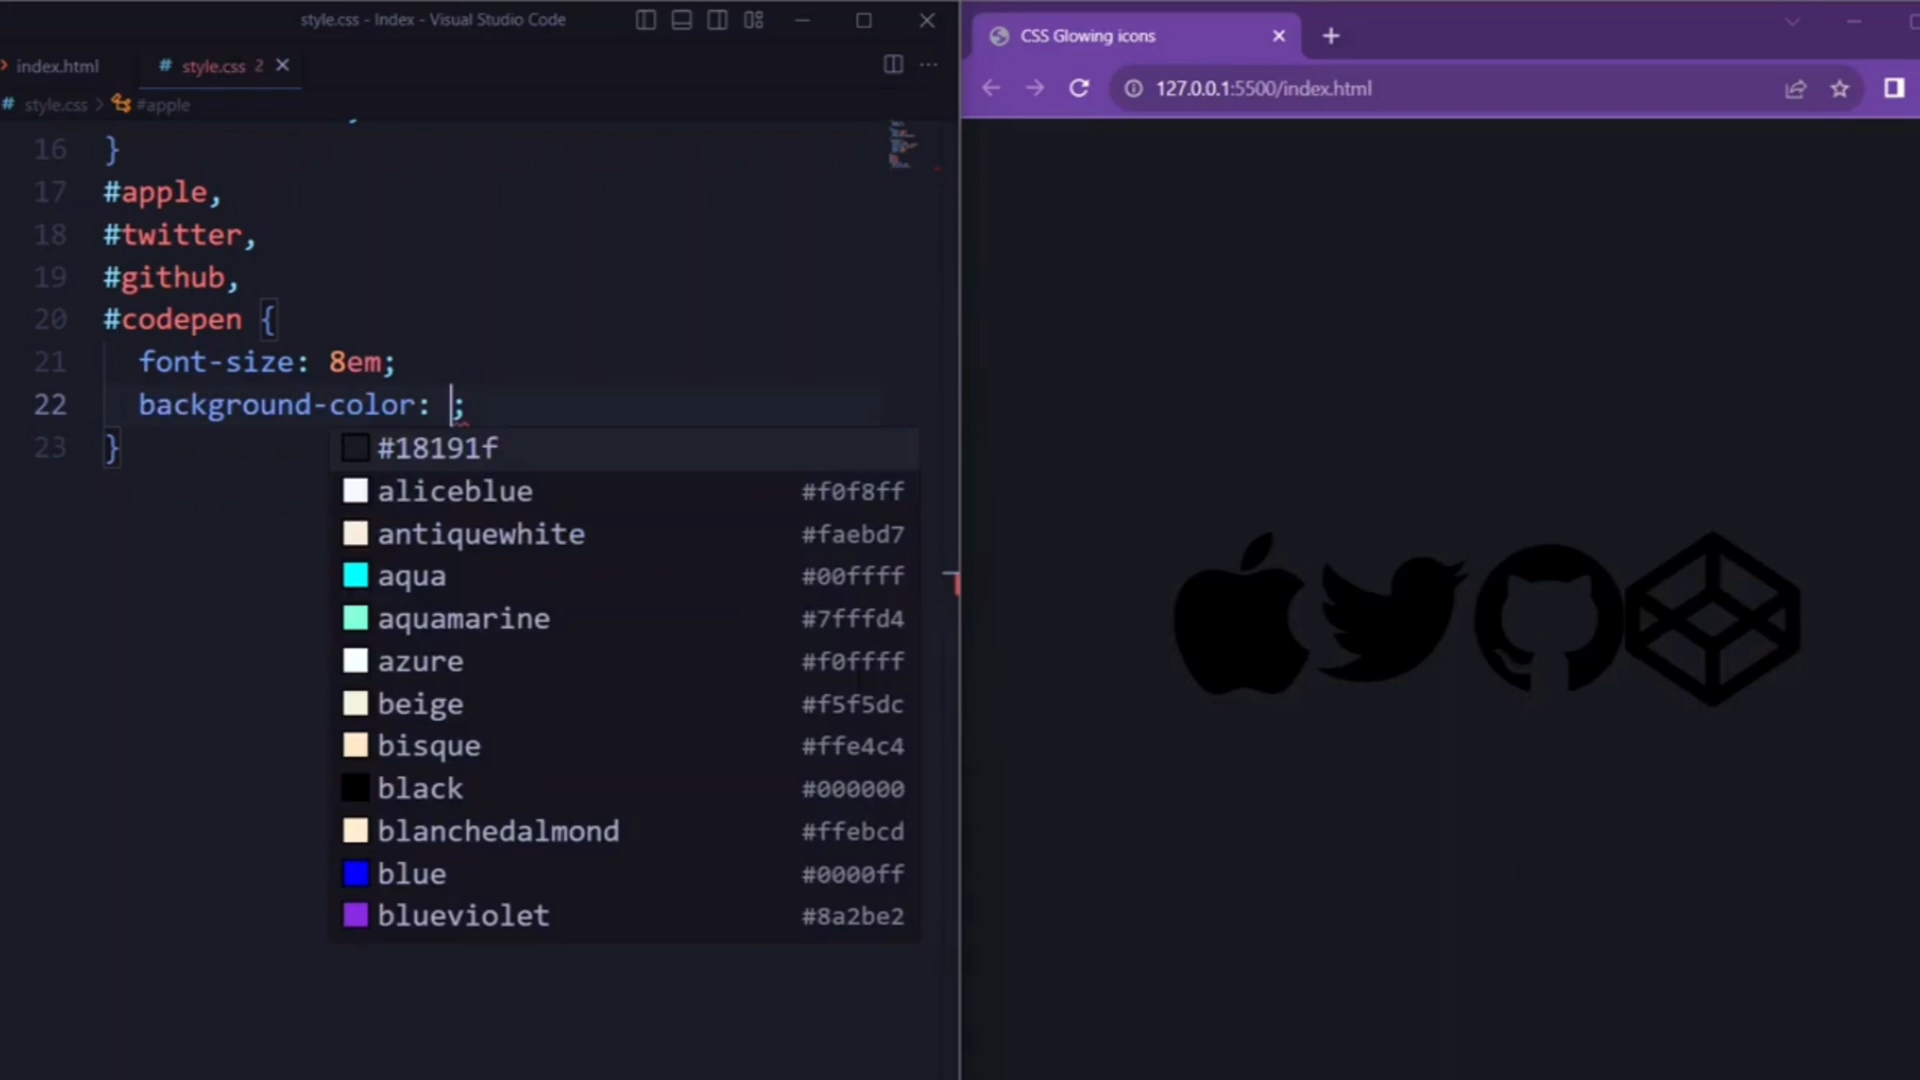 style.css - Index - Visual Studio Code
index.html
# style.css 2
# style.css > #apple
16 }
17 #apple,
18 #twitter,
19 #github,
20 #codepen {
21 font-size: 8em;
22 background-color: ;
23 }
#18191f
aliceblue #f0f8ff
antiquewhite #faebd7
aqua #00ffff
aquamarine #7fffd4
azure #f0ffff
beige #f5f5dc
bisque #ffe4c4
black #000000
blanchedalmond #ffebcd
blue #0000ff
blueviolet #8a2be2
CSS Glowing icons
127.0.0.1:5500/index.html